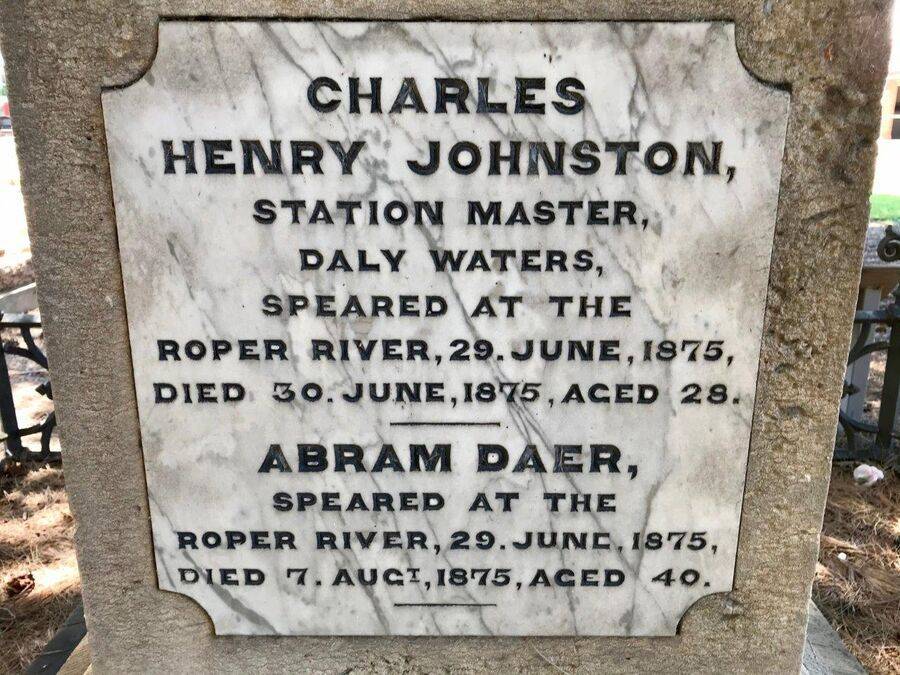 CHARLES
HENRY JOHNSTON,
STATION MASTER,
DALY WATERS,
SPEARED AT THE
ROPER RIVER, 29. JUNE, 1875,
DIED 30. JUNE, 1875, AGED 28.
ABRAM DAER,
SPEARED AT THE
ROPER RIVER, 29. JUNE, 1875,
DIED 7. AUGT, 1875, AGED 40.